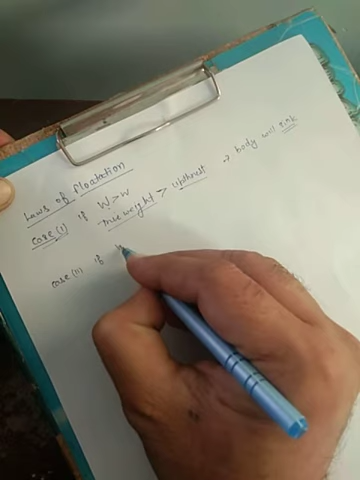 Laws of Floatation
Case (I) if W > w → body will sink
True weight > Upthrust
Case (II) if